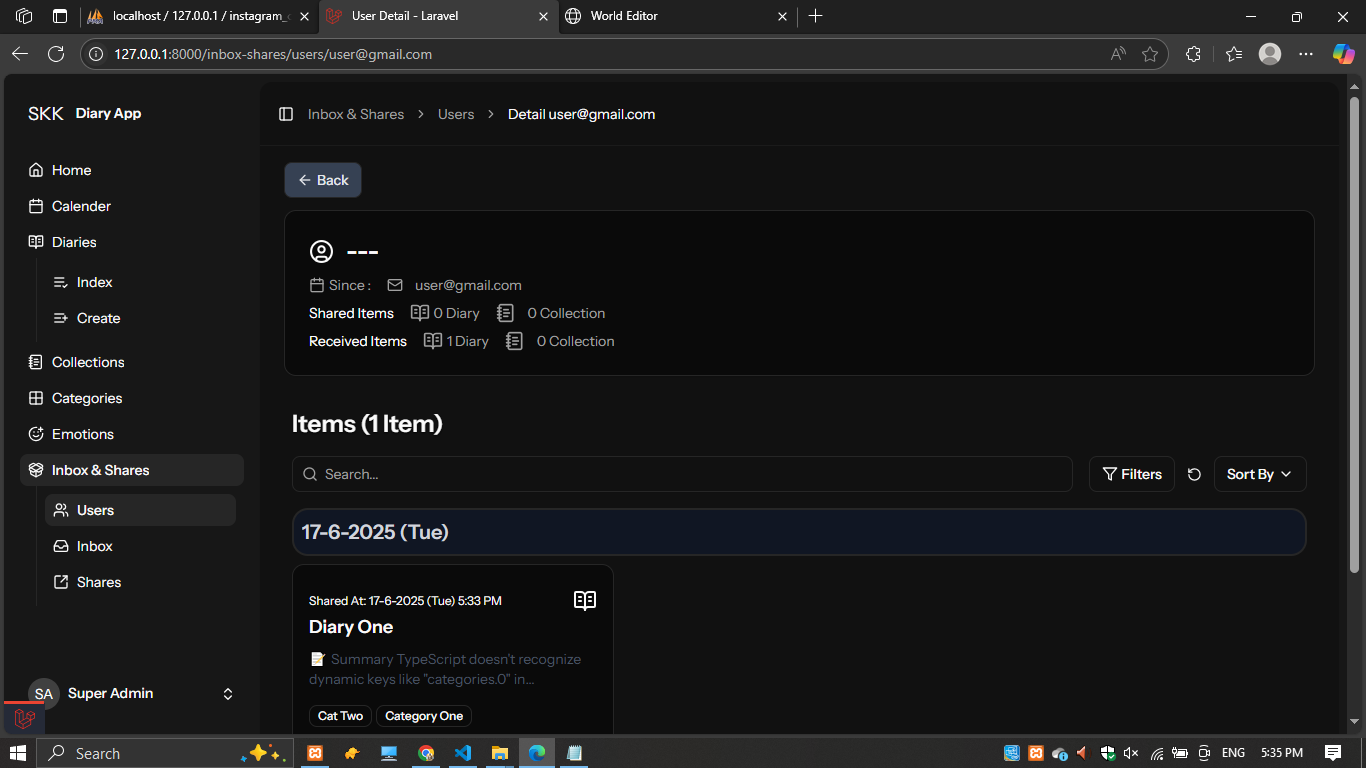 localhost / 127.0.0.1 / instagram_
User Detail - Laravel
World Editor
127.0.0.1:8000/inbox-shares/users/user@gmail.com
SKK Diary App
Home
Calender
Diaries
Index
Create
Collections
Categories
Emotions
Inbox & Shares
Users
Inbox
Shares
SA Super Admin
Inbox & Shares > Users > Detail user@gmail.com
← Back
---
Since : user@gmail.com
Shared Items 0 Diary 0 Collection
Received Items 1 Diary 0 Collection
Items (1 Item)
Search...
Filters
Sort By
17-6-2025 (Tue)
Shared At: 17-6-2025 (Tue) 5:33 PM
Diary One
📝 Summary TypeScript doesn't recognize
dynamic keys like "categories.0" in...
Cat Two
Category One
Search
ENG
5:35 PM